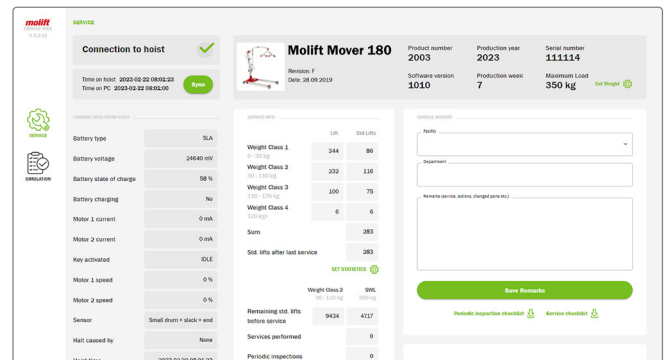 molift
SERVICE TOOL
SERVICE
Connection to hoist
Time on hoist 2023-02-22 08:01:23
Time on PC 2023-02-22 08:01:00
Sync
Molift Mover 180
Revision: F
Date: 28 09 2019
Product number
2003
Production year
2023
Serial number
111114
Software version
1010
Production week
7
Maximum Load
350 kg
Set Weight
SERVICE
SIMULATION
CURRENT DATA FROM HOIST
Battery type SLA
Battery voltage 24640 mV
Battery state of charge 58 %
Battery charging No
Motor 1 current 0 mA
Motor 2 current 0 mA
Key activated IDLE
Motor 1 speed 0 %
Motor 2 speed 0 %
Sensor Small drum + slack + end
Halt caused by None
SERVICE INFO
Lift Std Lifts
Weight Class 1 344 86
0 - 30 kg
Weight Class 2 232 116
30 - 110 kg
Weight Class 3 100 75
110 - 170 kg
Weight Class 4 6 6
170 kg+
Sum 283
Std. lifts after last service 283
SET STATISTICS
Weight Class 2 SWL
30 - 110 kg 350 kg
Remaining std. lifts
before service 9434 4717
Services performed 0
Periodic inspections 0
SERVICE HISTORY
Facility
Department
Remarks (service, actions, changed parts etc.)
Save Remarks
Periodic inspection checklist Service checklist